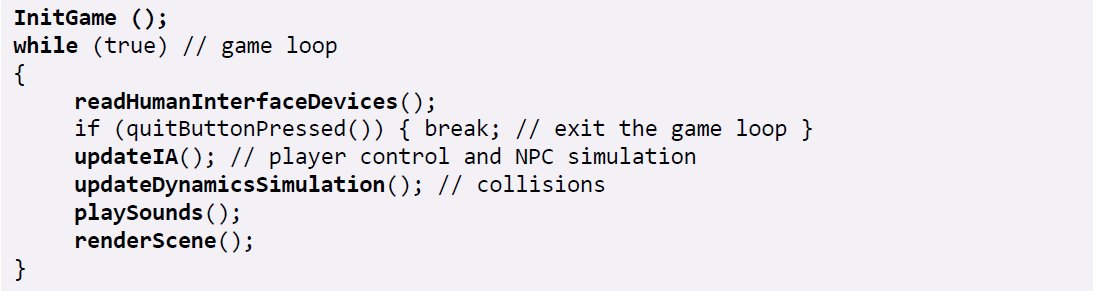 InitGame ();
while (true) // game loop
{
readHumanInterfaceDevices();
if (quitButtonPressed()) { break; // exit the game loop }
updateIA(); // player control and NPC simulation
updateDynamicsSimulation(); // collisions
playSounds();
renderScene();
}